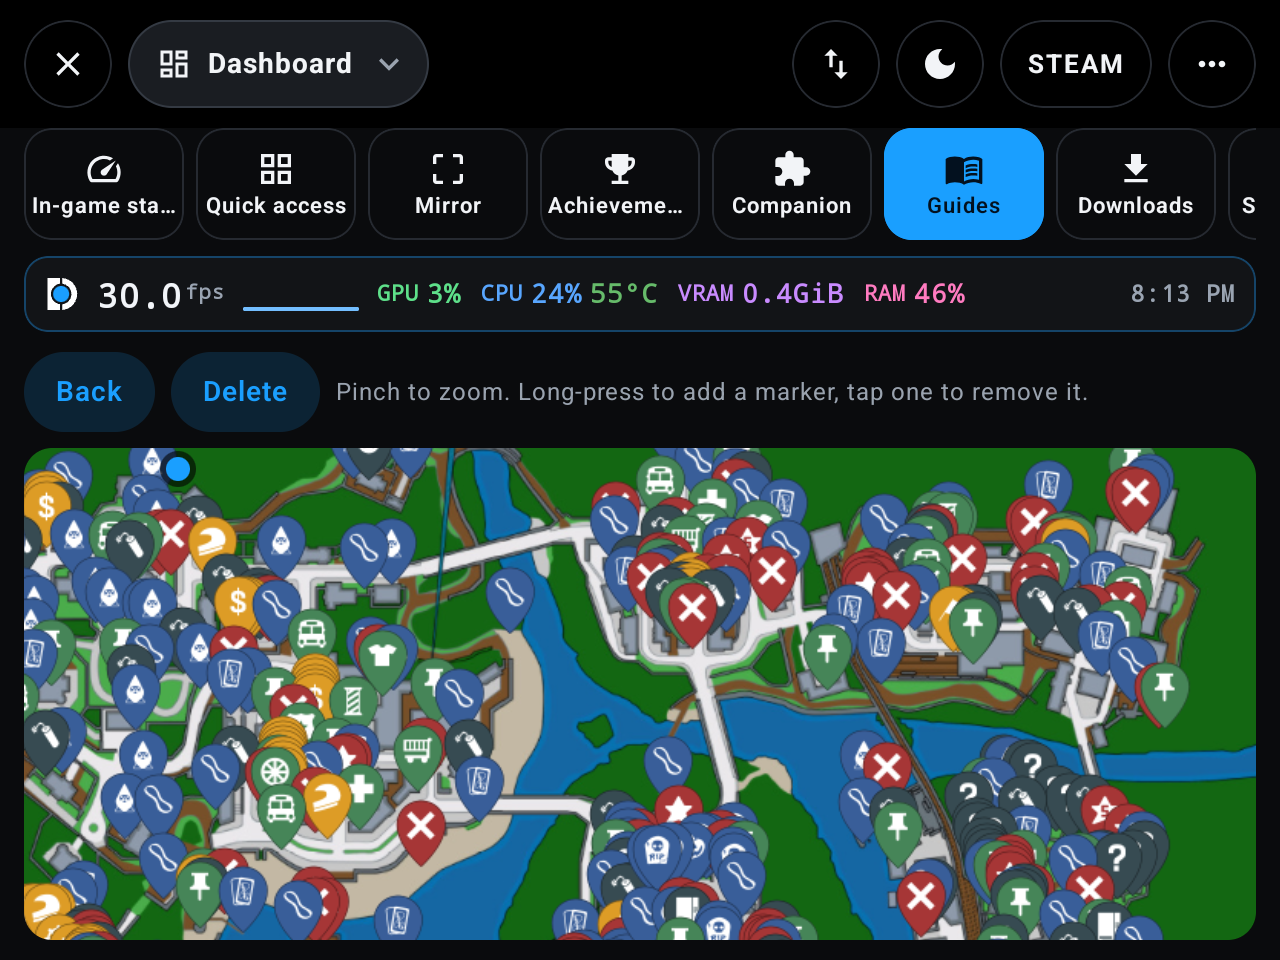 Dashboard
STEAM
In-game sta…
Quick access
Mirror
Achieveme…
Companion
Guides
Downloads
S
30.0 fps GPU 3% CPU 24% 55°C VRAM 0.4GiB RAM 46% 8:13 PM
Back
Delete
Pinch to zoom. Long-press to add a marker, tap one to remove it.
$
$
?
?
?
RIP
RIP